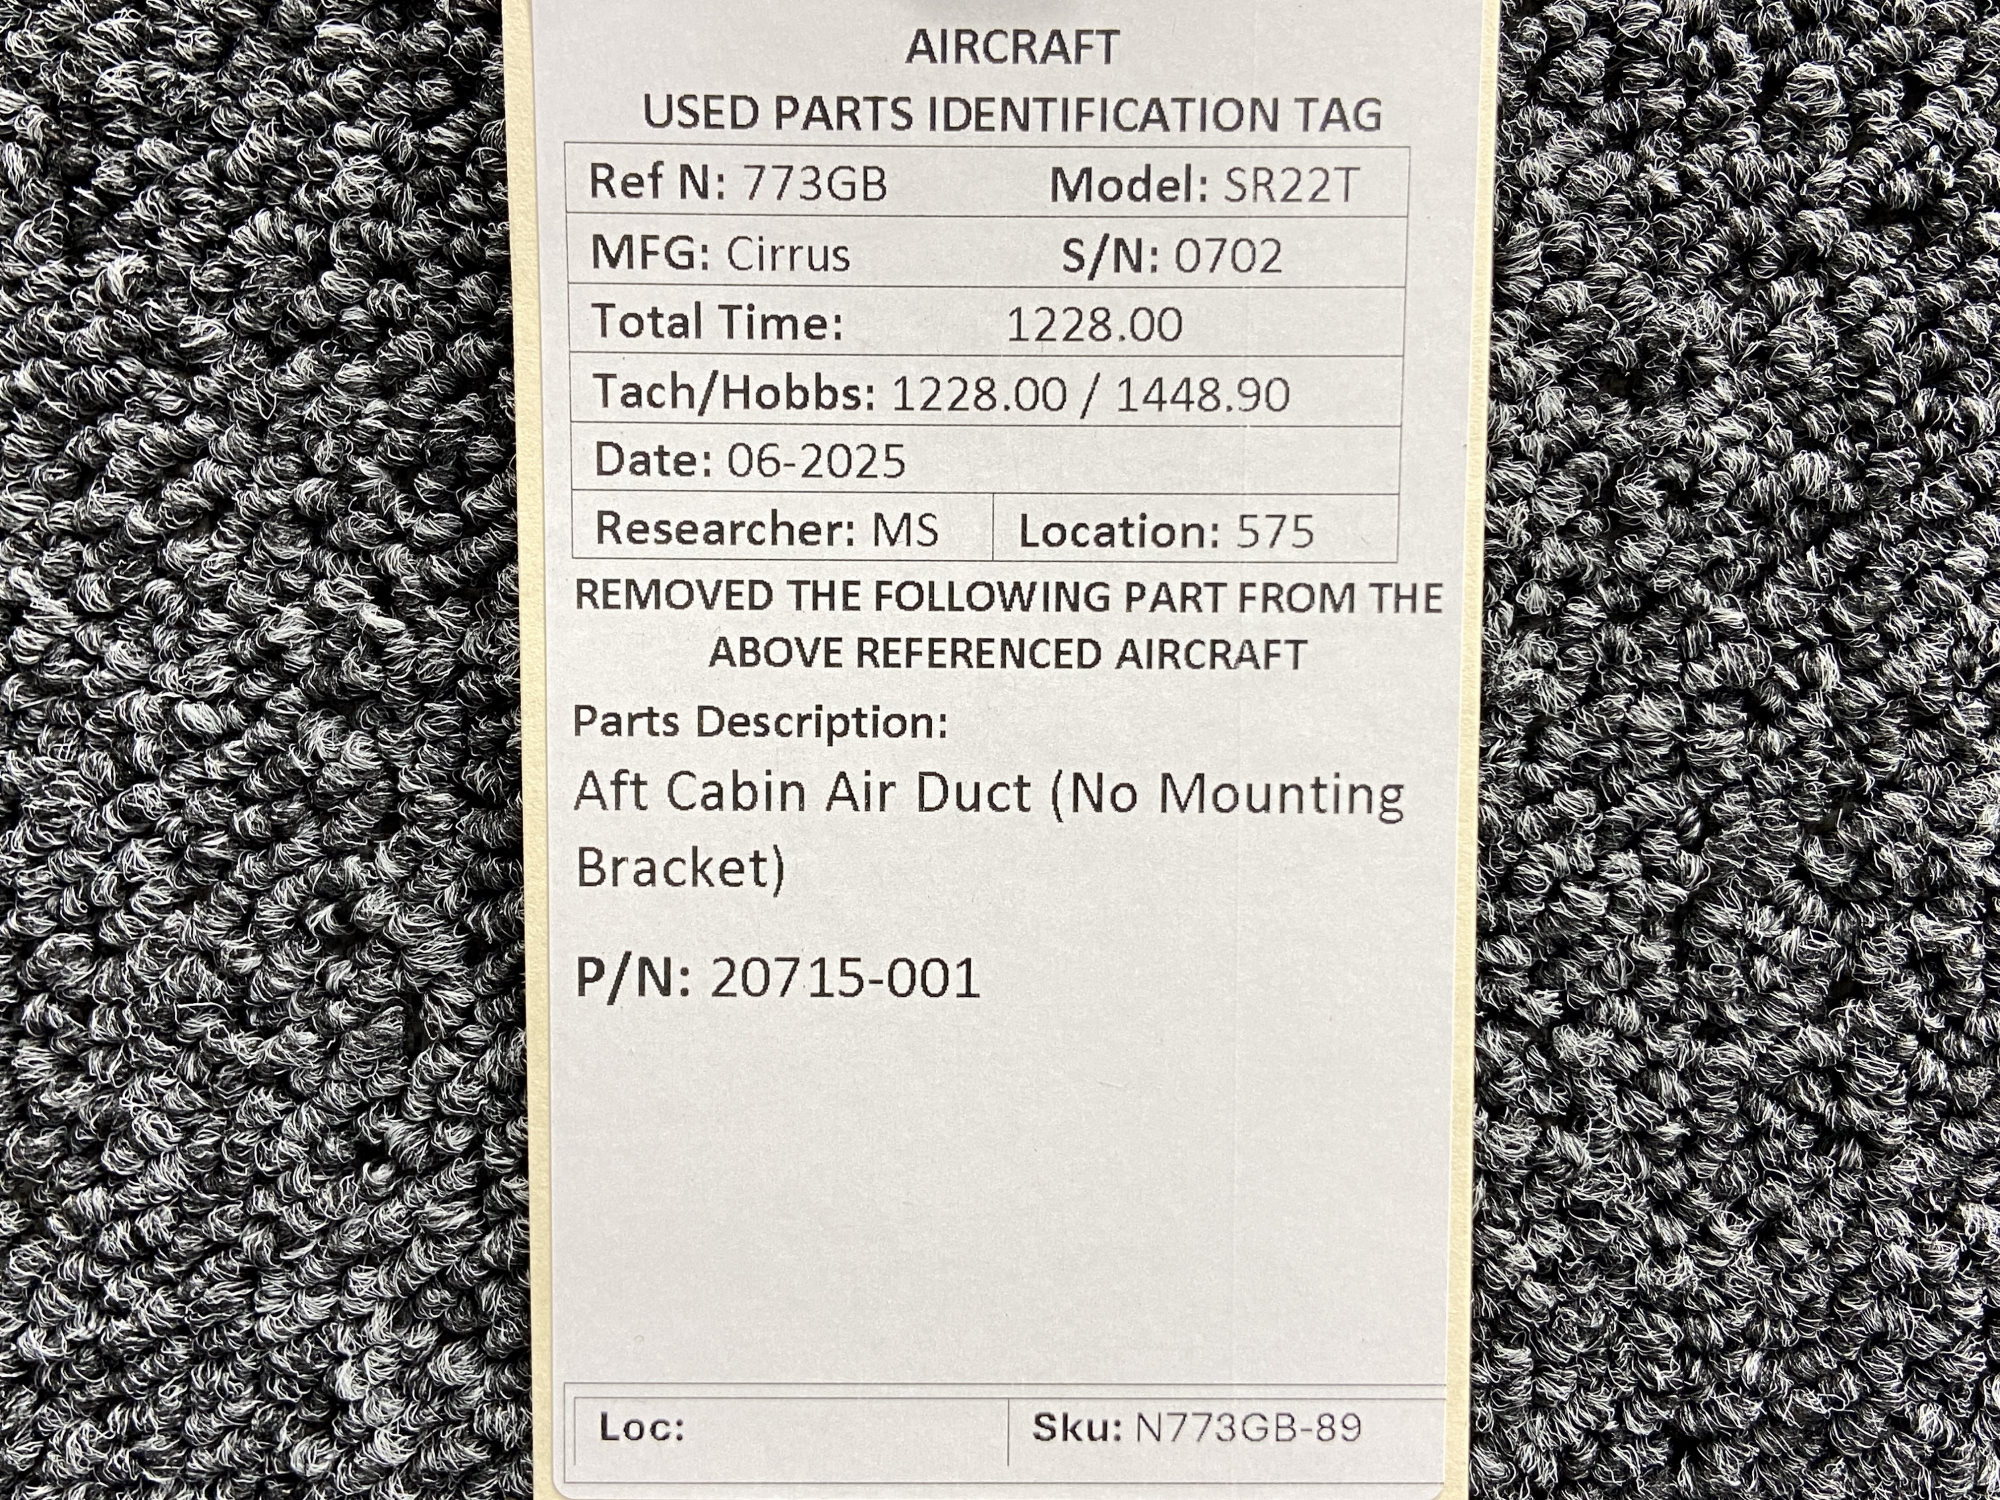 AIRCRAFT
USED PARTS IDENTIFICATION TAG
Ref N: 773GB Model: SR22T
MFG: Cirrus S/N: 0702
Total Time: 1228.00
Tach/Hobbs: 1228.00 / 1448.90
Date: 06-2025
Researcher: MS Location: 575
REMOVED THE FOLLOWING PART FROM THE
ABOVE REFERENCED AIRCRAFT
Parts Description:
Aft Cabin Air Duct (No Mounting
Bracket)
P/N: 20715-001
Loc: Sku: N773GB-89